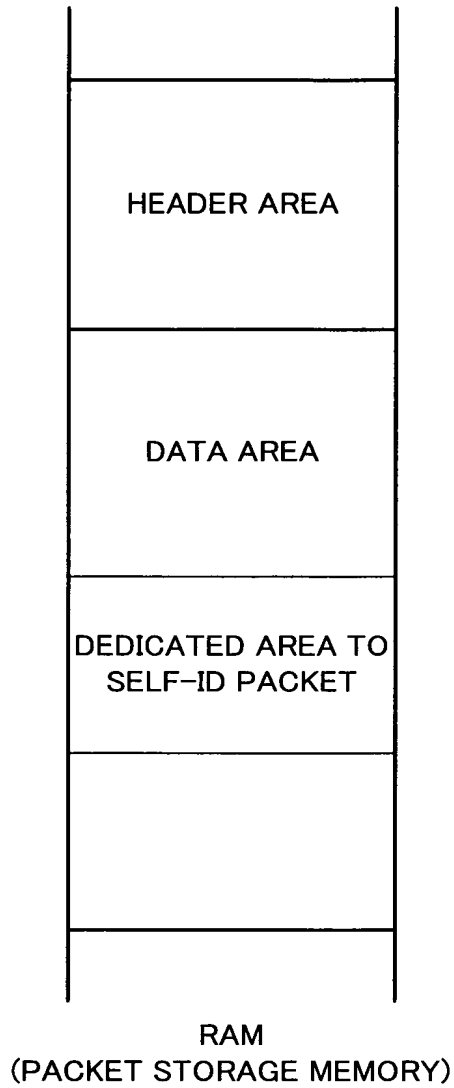 HEADER AREA
DATA AREA
DEDICATED AREA TO
SELF-ID PACKET
RAM
(PACKET STORAGE MEMORY)